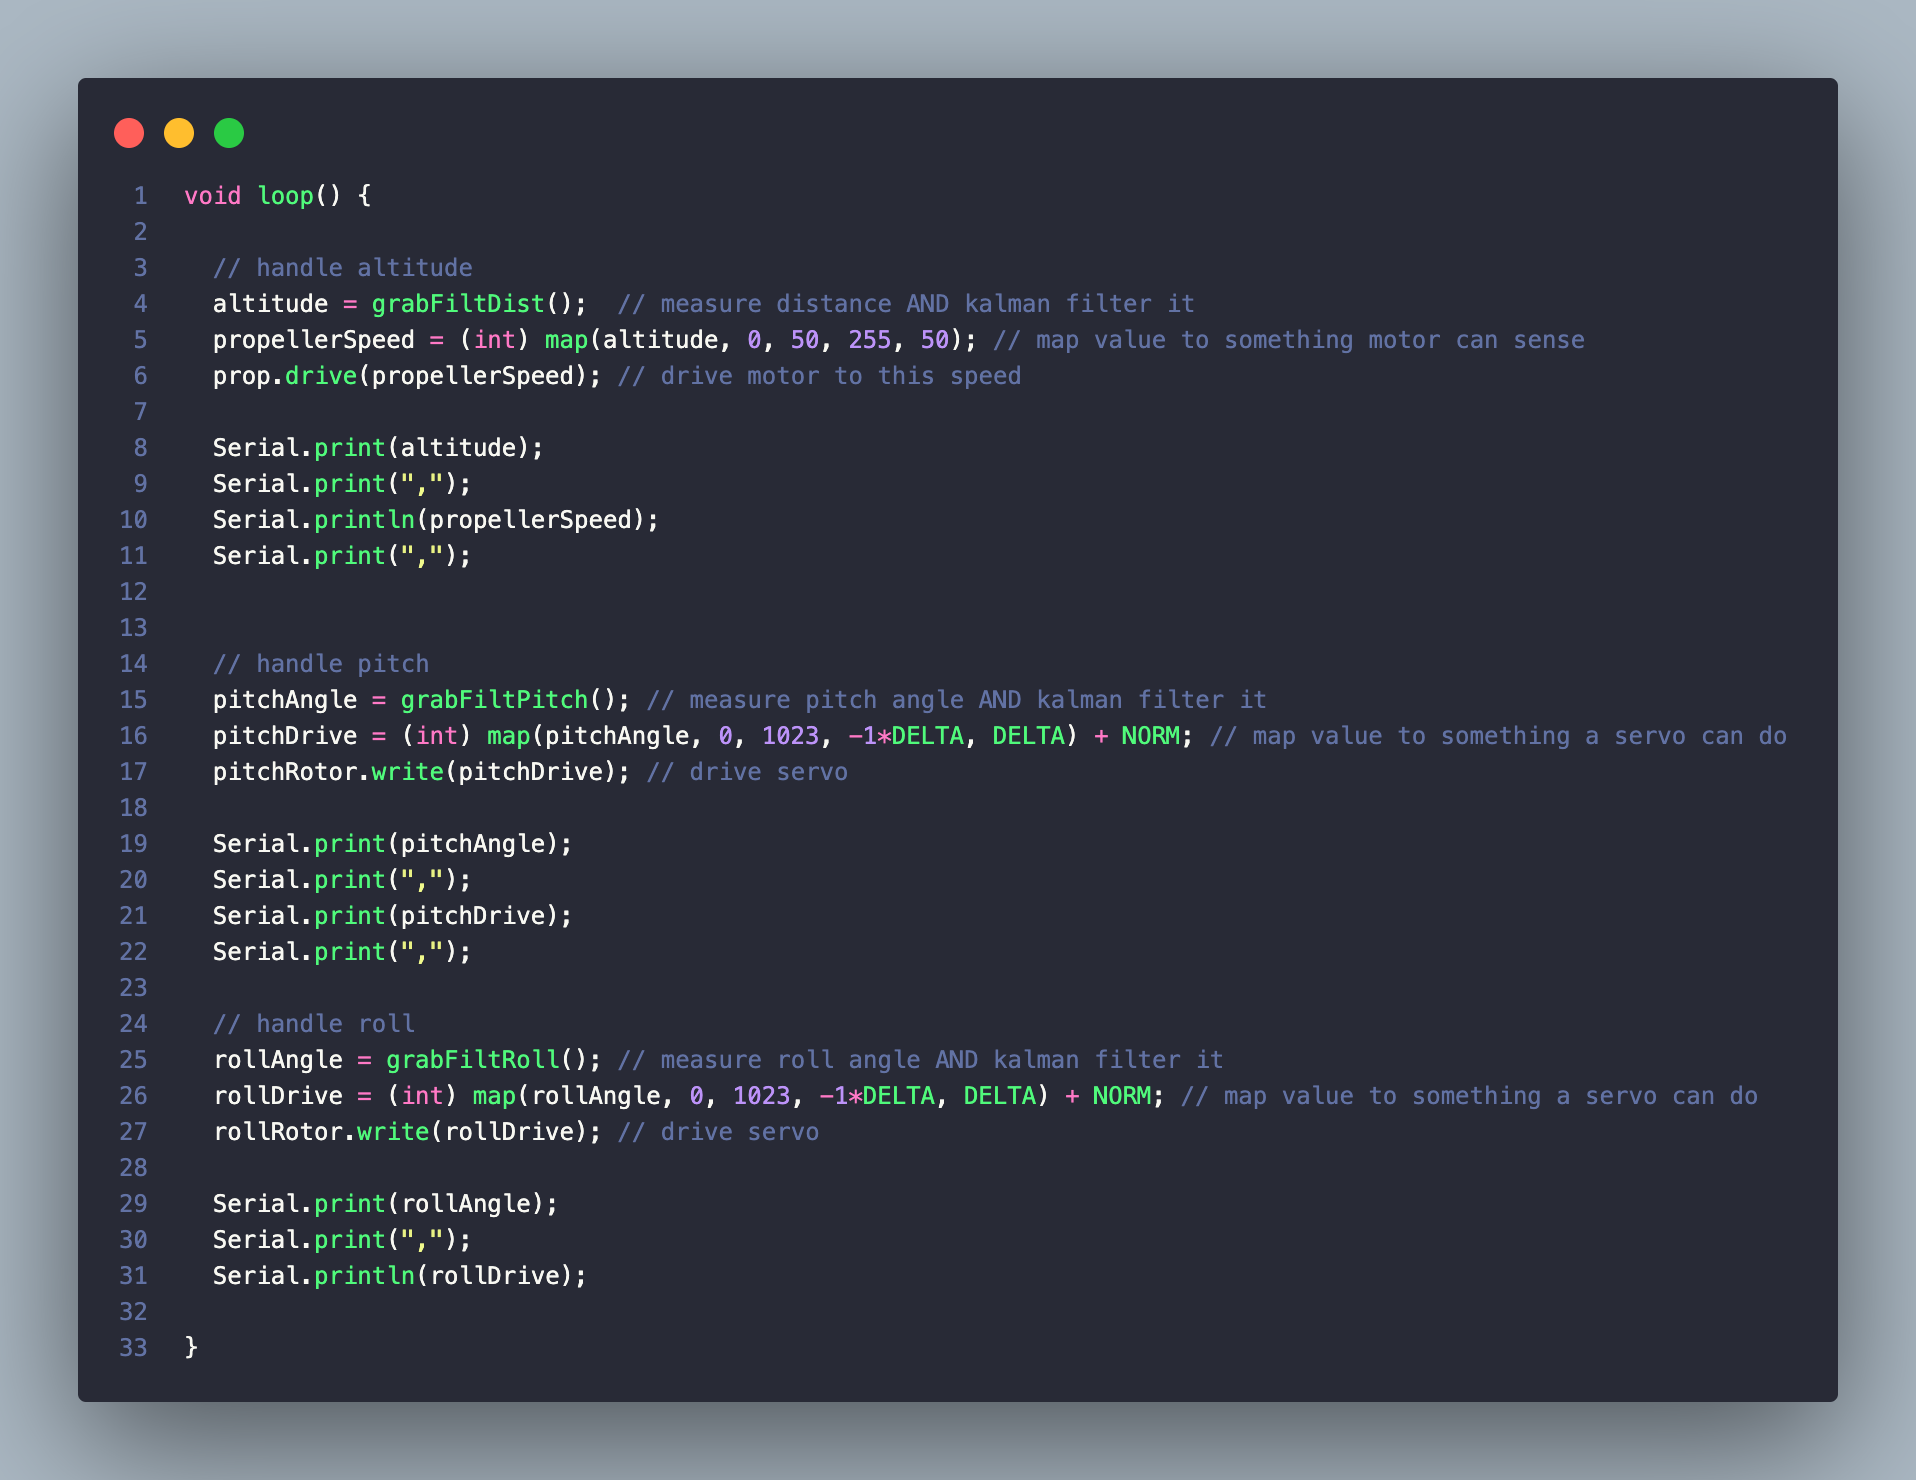 1 void loop() {
2
3 // handle altitude
4 altitude = grabFiltDist();  // measure distance AND kalman filter it
5 propellerSpeed = (int) map(altitude, 0, 50, 255, 50); // map value to something motor can sense
6 prop.drive(propellerSpeed); // drive motor to this speed
7
8 Serial.print(altitude);
9 Serial.print(",");
10 Serial.println(propellerSpeed);
11 Serial.print(",");
12
13
14 // handle pitch
15 pitchAngle = grabFiltPitch(); // measure pitch angle AND kalman filter it
16 pitchDrive = (int) map(pitchAngle, 0, 1023, -1*DELTA, DELTA) + NORM; // map value to something a servo can do
17 pitchRotor.write(pitchDrive); // drive servo
18
19 Serial.print(pitchAngle);
20 Serial.print(",");
21 Serial.print(pitchDrive);
22 Serial.print(",");
23
24 // handle roll
25 rollAngle = grabFiltRoll(); // measure roll angle AND kalman filter it
26 rollDrive = (int) map(rollAngle, 0, 1023, -1*DELTA, DELTA) + NORM; // map value to something a servo can do
27 rollRotor.write(rollDrive); // drive servo
28
29 Serial.print(rollAngle);
30 Serial.print(",");
31 Serial.println(rollDrive);
32
33 }